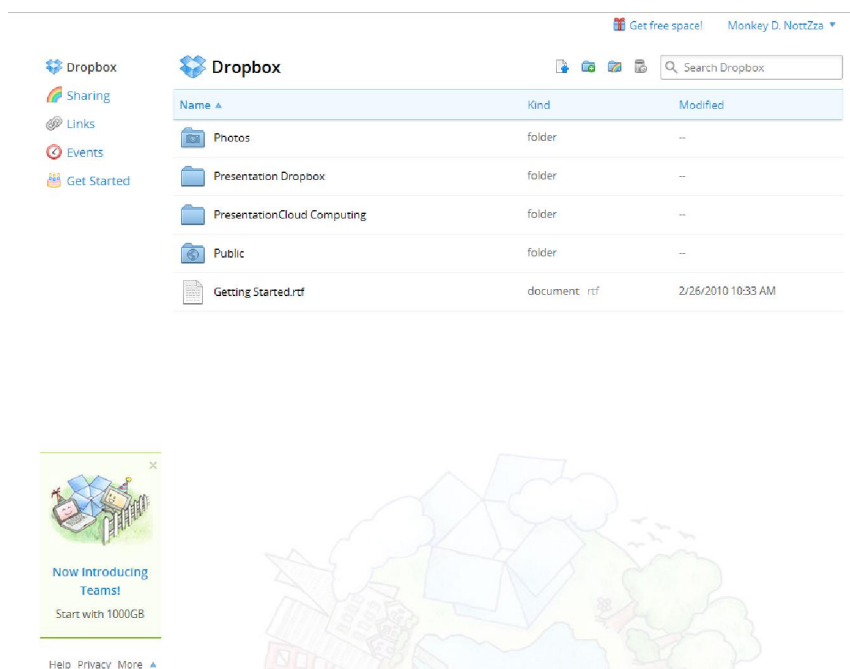 Get free space! Monkey D. NottZza
Dropbox
Sharing
Links
Events
Get Started
Dropbox
Search Dropbox
Name Kind Modified
Photos folder --
Presentation Dropbox folder --
PresentationCloud Computing folder --
Public folder --
Getting Started.rtf document rtf 2/26/2010 10:33 AM
Now Introducing
Teams!
Start with 1000GB
Help Privacy More